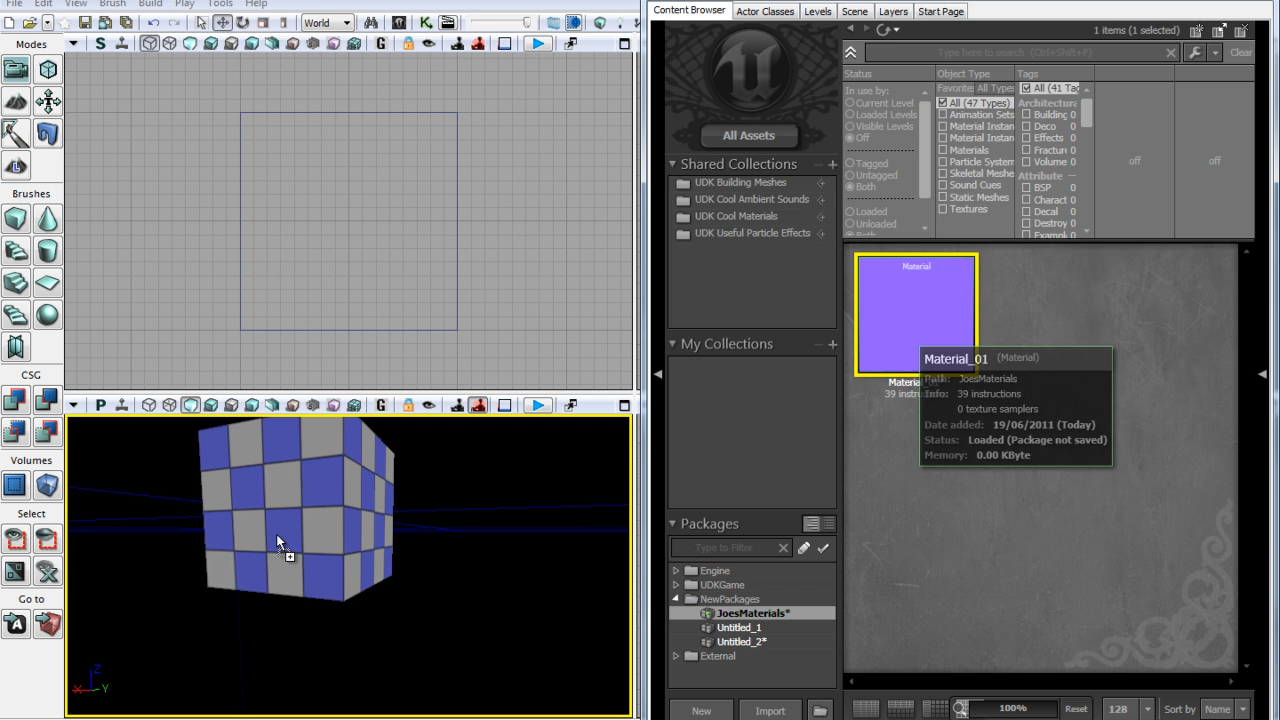 File Edit View Brush Build Play Tools Help
World
Modes
Brushes
CSG
Volumes
Select
Go to
Content Browser Actor Classes Levels Scene Layers Start Page
1 items (1 selected)
Type here to search (Ctrl+Shift+F) Clear
All Assets
Shared Collections
UDK Building Meshes
UDK Cool Ambient Sounds
UDK Cool Materials
UDK Useful Particle Effects
My Collections
Packages
Type to Filter
Engine
UDKGame
NewPackages
JoesMaterials*
Untitled_1
Untitled_2*
External
New Import
Status
In use by:
Current Level
Loaded Levels
Visible Levels
Off
Tagged
Untagged
Both
Loaded
Unloaded
Both
Object Type
Favorite All Types
All (47 Types)
Animation Sets
Material Instan
Material Instan
Materials
Particle System
Skeletal Meshe
Sound Cues
Static Meshes
Textures
Tags
All (41 Tag
Architectura
Building 0
Deco 0
Effects 0
Fractur 0
Volume 0
Attribute
BSP 0
Charact 0
Decal 0
Destroy 0
Exampl 0
off
off
Material
Material_
39 instructi
Material_01 (Material)
Path: JoesMaterials
Info: 39 instructions
0 texture samplers
Date added: 19/06/2011 (Today)
Status: Loaded (Package not saved)
Memory: 0.00 KByte
100% Reset 128 Sort by Name
X Y Z